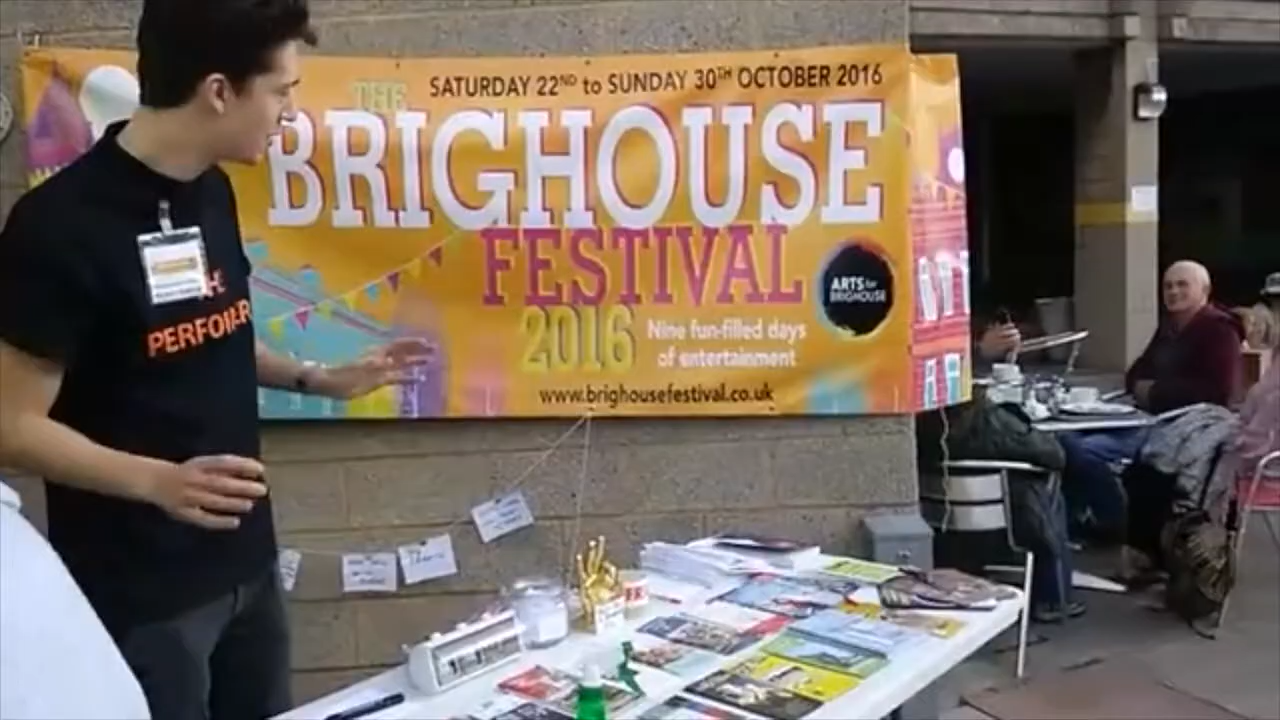 SATURDAY 22ND to SUNDAY 30TH OCTOBER 2016
THE
BRIGHOUSE
FESTIVAL
2016
Nine fun-filled days
of entertainment
ARTS for
BRIGHOUSE
www.brighousefestival.co.uk